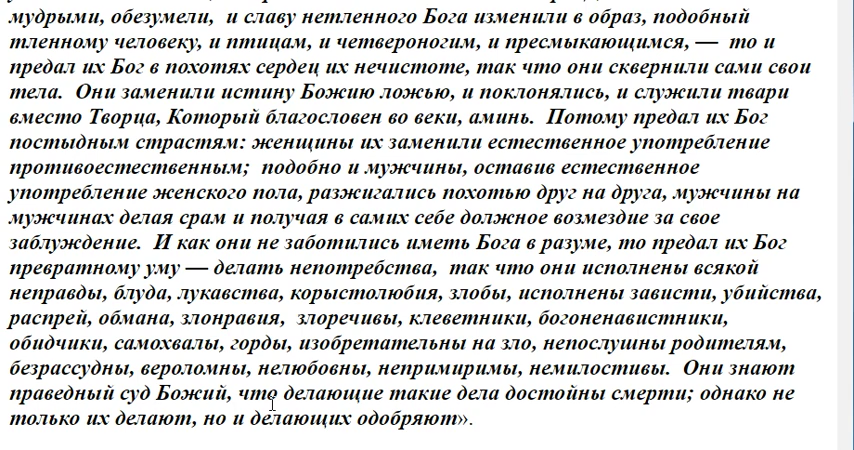 мудрыми, обезумели, и славу нетленного Бога изменили в образ, подобный
тленному человеку, и птицам, и четвероногим, и пресмыкающимся, — то и
предал их Бог в похотях сердец их нечистоте, так что они сквернили сами свои
тела. Они заменили истину Божию ложью, и поклонялись, и служили твари
вместо Творца, Который благословен во веки, аминь. Потому предал их Бог
постыдным страстям: женщины их заменили естественное употребление
противоестественным; подобно и мужчины, оставив естественное
употребление женского пола, разжигались похотью друг на друга, мужчины на
мужчинах делая срам и получая в самих себе должное возмездие за свое
заблуждение. И как они не заботились иметь Бога в разуме, то предал их Бог
превратному уму — делать непотребства, так что они исполнены всякой
неправды, блуда, лукавства, корыстолюбия, злобы, исполнены зависти, убийства,
распрей, обмана, злонравия, злоречивы, клеветники, богоненавистники,
обидчики, самохвалы, горды, изобретательны на зло, непослушны родителям,
безрассудны, вероломны, нелюбовны, непримиримы, немилостивы. Они знают
праведный суд Божий, что делающие такие дела достойны смерти; однако не
только их делают, но и делающих одобряют».